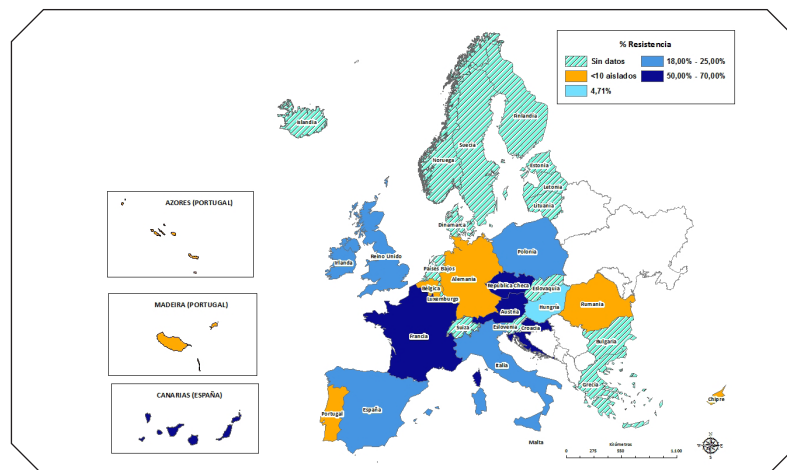 % Resistencia
Sin datos
18,00% - 25,00%
<10 aislados
50,00% - 70,00%
4,71%
Islandia
Finlandia
Suecia
Noruega
Estonia
Letonia
Lituania
Dinamarca
AZORES (PORTUGAL)
Reino Unido
Irlanda
Polonia
Países Bajos
Alemania
Bélgica
República Checa
Eslovaquia
Luxemburgo
MADEIRA (PORTUGAL)
Hungría
Rumania
Austria
Suiza
Eslovenia
Croacia
Francia
Bulgaria
Italia
Grecia
CANARIAS (ESPAÑA)
Chipre
Portugal
España
Malta
Kilómetros
0 275 550 1.100
N
S